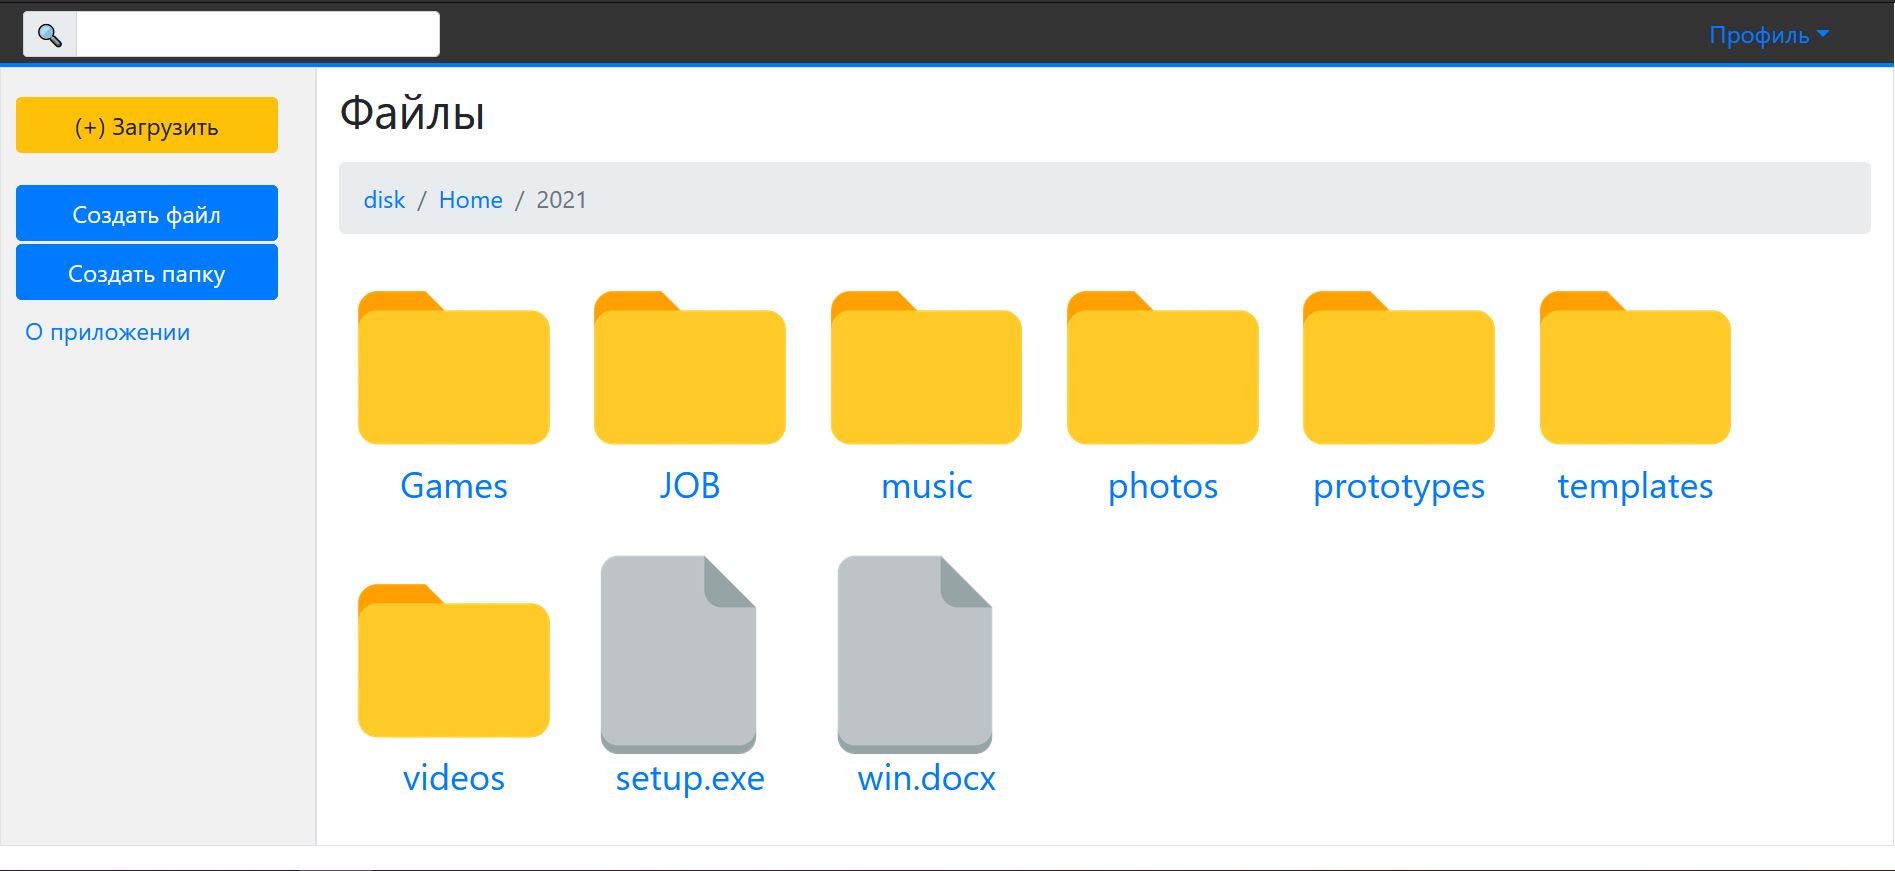 Профиль
(+) Загрузить
Создать файл
Создать папку
О приложении
Файлы
disk / Home / 2021
Games JOB music photos prototypes templates
videos setup.exe win.docx